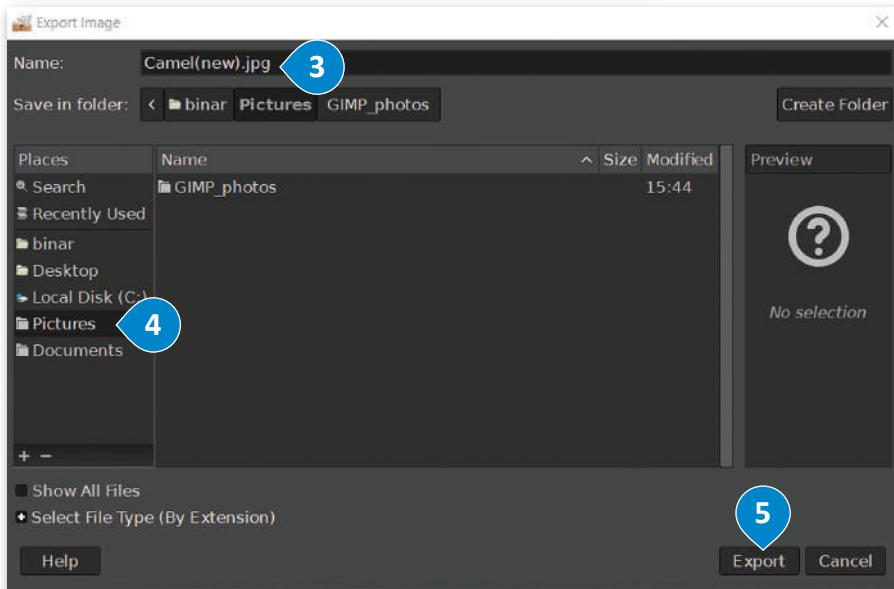 Export Image
Name: Camel(new).jpg 3
Save in folder: < binar Pictures GIMP_photos Create Folder
Places Name Size Modified Preview
Search GIMP_photos 15:44
Recently Used
binar
Desktop
Local Disk (C:)
No selection
Pictures 4
Documents
+ −
Show All Files
Select File Type (By Extension)
5
Help Export Cancel